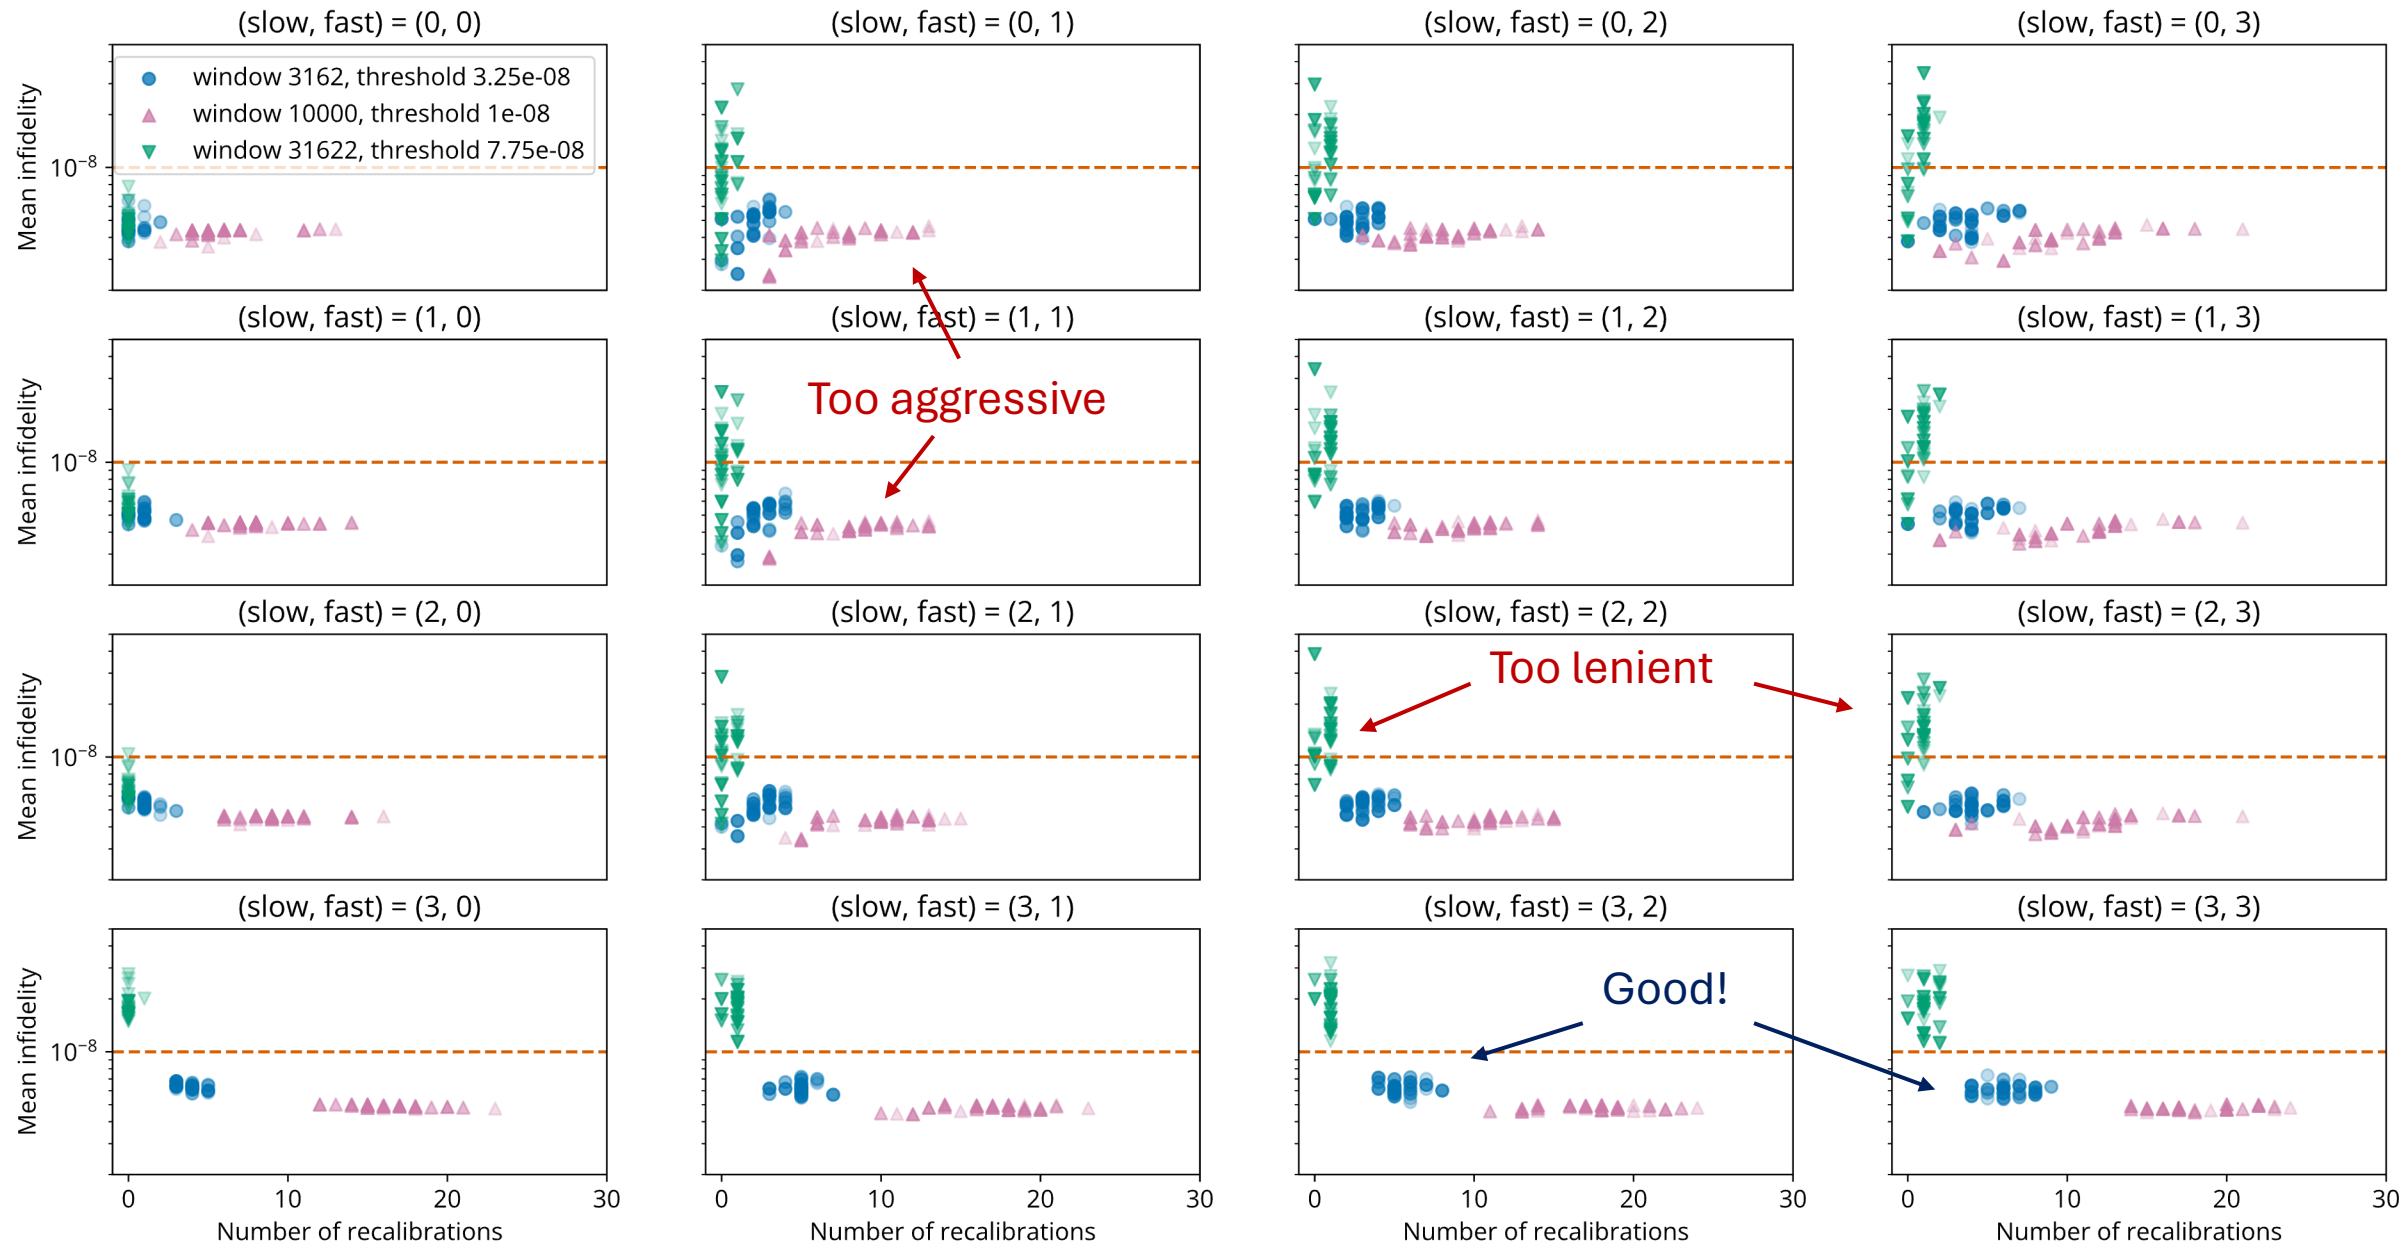 (slow, fast) = (0, 0)
(slow, fast) = (0, 1)
(slow, fast) = (0, 2)
(slow, fast) = (0, 3)
Mean infidelity
10⁻⁸
window 3162, threshold 3.25e-08
window 10000, threshold 1e-08
window 31622, threshold 7.75e-08
(slow, fast) = (1, 0)
(slow, fast) = (1, 1)
(slow, fast) = (1, 2)
(slow, fast) = (1, 3)
Mean infidelity
10⁻⁸
Too aggressive
(slow, fast) = (2, 0)
(slow, fast) = (2, 1)
(slow, fast) = (2, 2)
(slow, fast) = (2, 3)
Mean infidelity
10⁻⁸
Too lenient
(slow, fast) = (3, 0)
(slow, fast) = (3, 1)
(slow, fast) = (3, 2)
(slow, fast) = (3, 3)
Mean infidelity
10⁻⁸
Good!
0 10 20 30
0 10 20 30
0 10 20 30
0 10 20 30
Number of recalibrations
Number of recalibrations
Number of recalibrations
Number of recalibrations